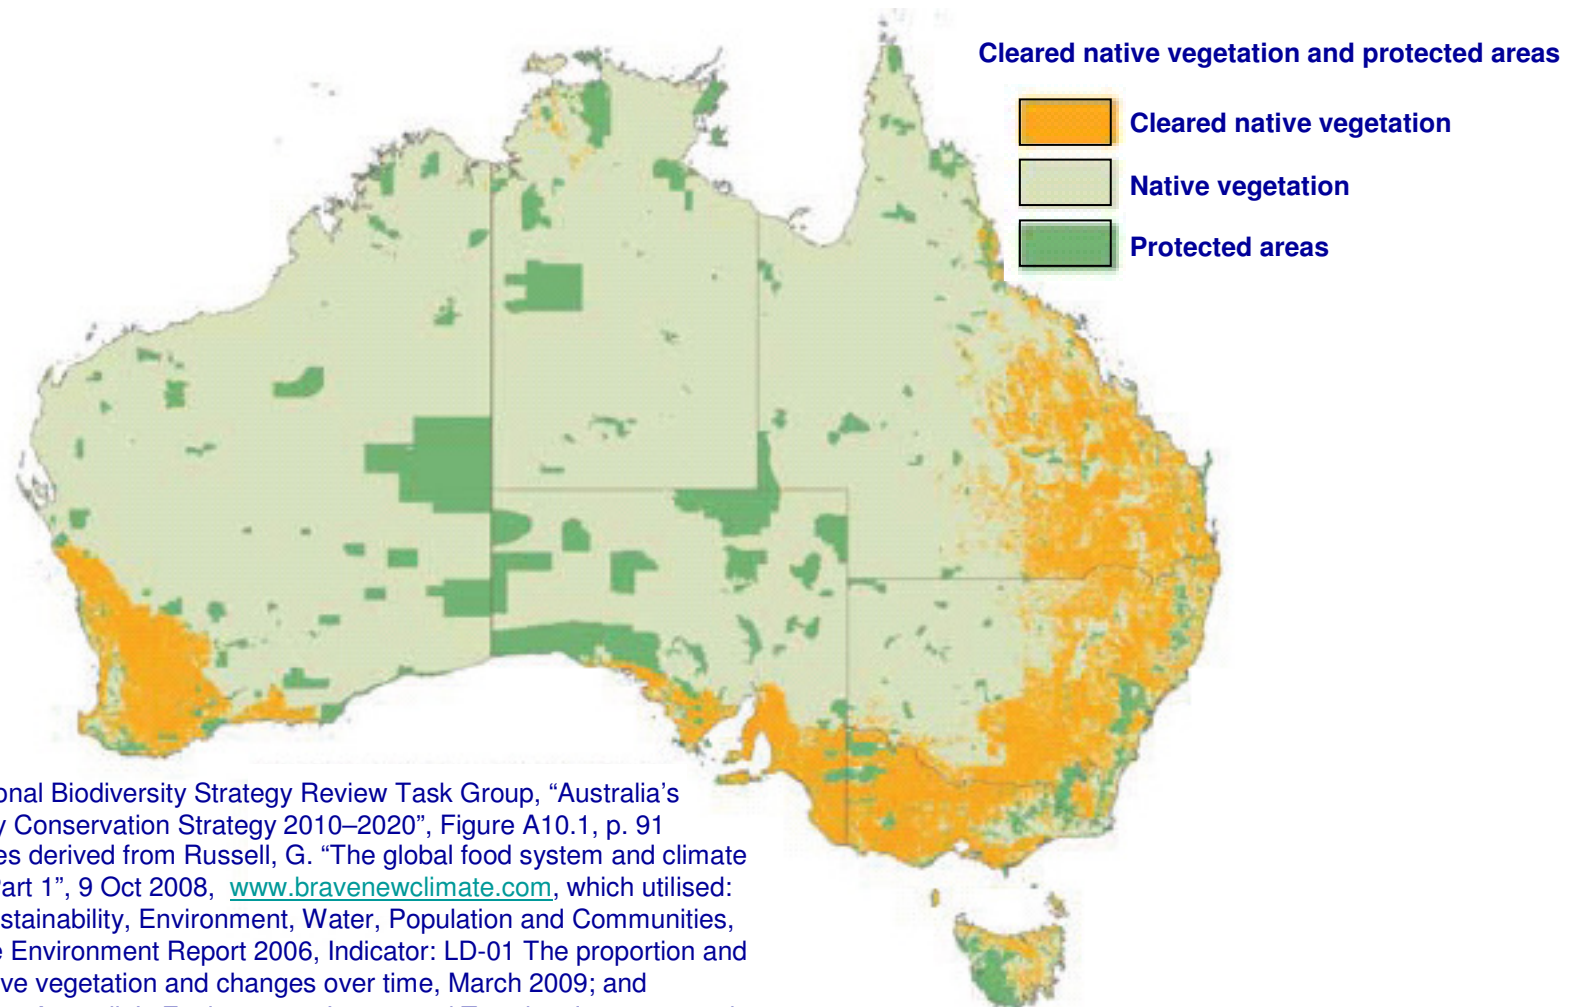 Cleared native vegetation and protected areas
Cleared native vegetation
Native vegetation
Protected areas
onal Biodiversity Strategy Review Task Group, “Australia’s
y Conservation Strategy 2010–2020”, Figure A10.1, p. 91
es derived from Russell, G. “The global food system and climate
art 1”, 9 Oct 2008, www.bravenewclimate.com, which utilised:
stainability, Environment, Water, Population and Communities,
e Environment Report 2006, Indicator: LD-01 The proportion and
ve vegetation and changes over time, March 2009; and